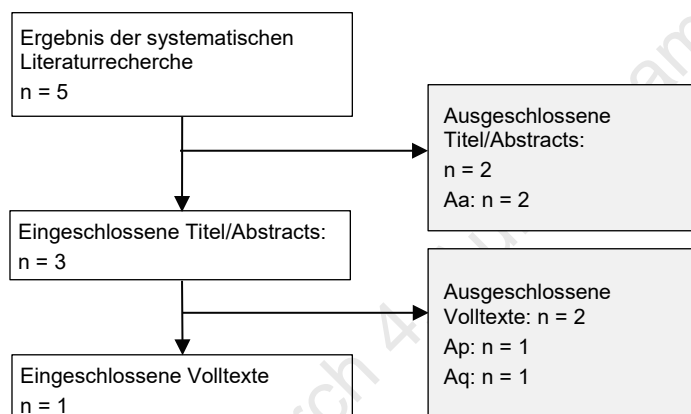 Ergebnis der systematischen
Literaturrecherche
n = 5
Ausgeschlossene
Titel/Abstracts:
n = 2
Aa: n = 2
Eingeschlossene Titel/Abstracts:
n = 3
Ausgeschlossene
Volltexte: n = 2
Ap: n = 1
Aq: n = 1
Eingeschlossene Volltexte
n = 1